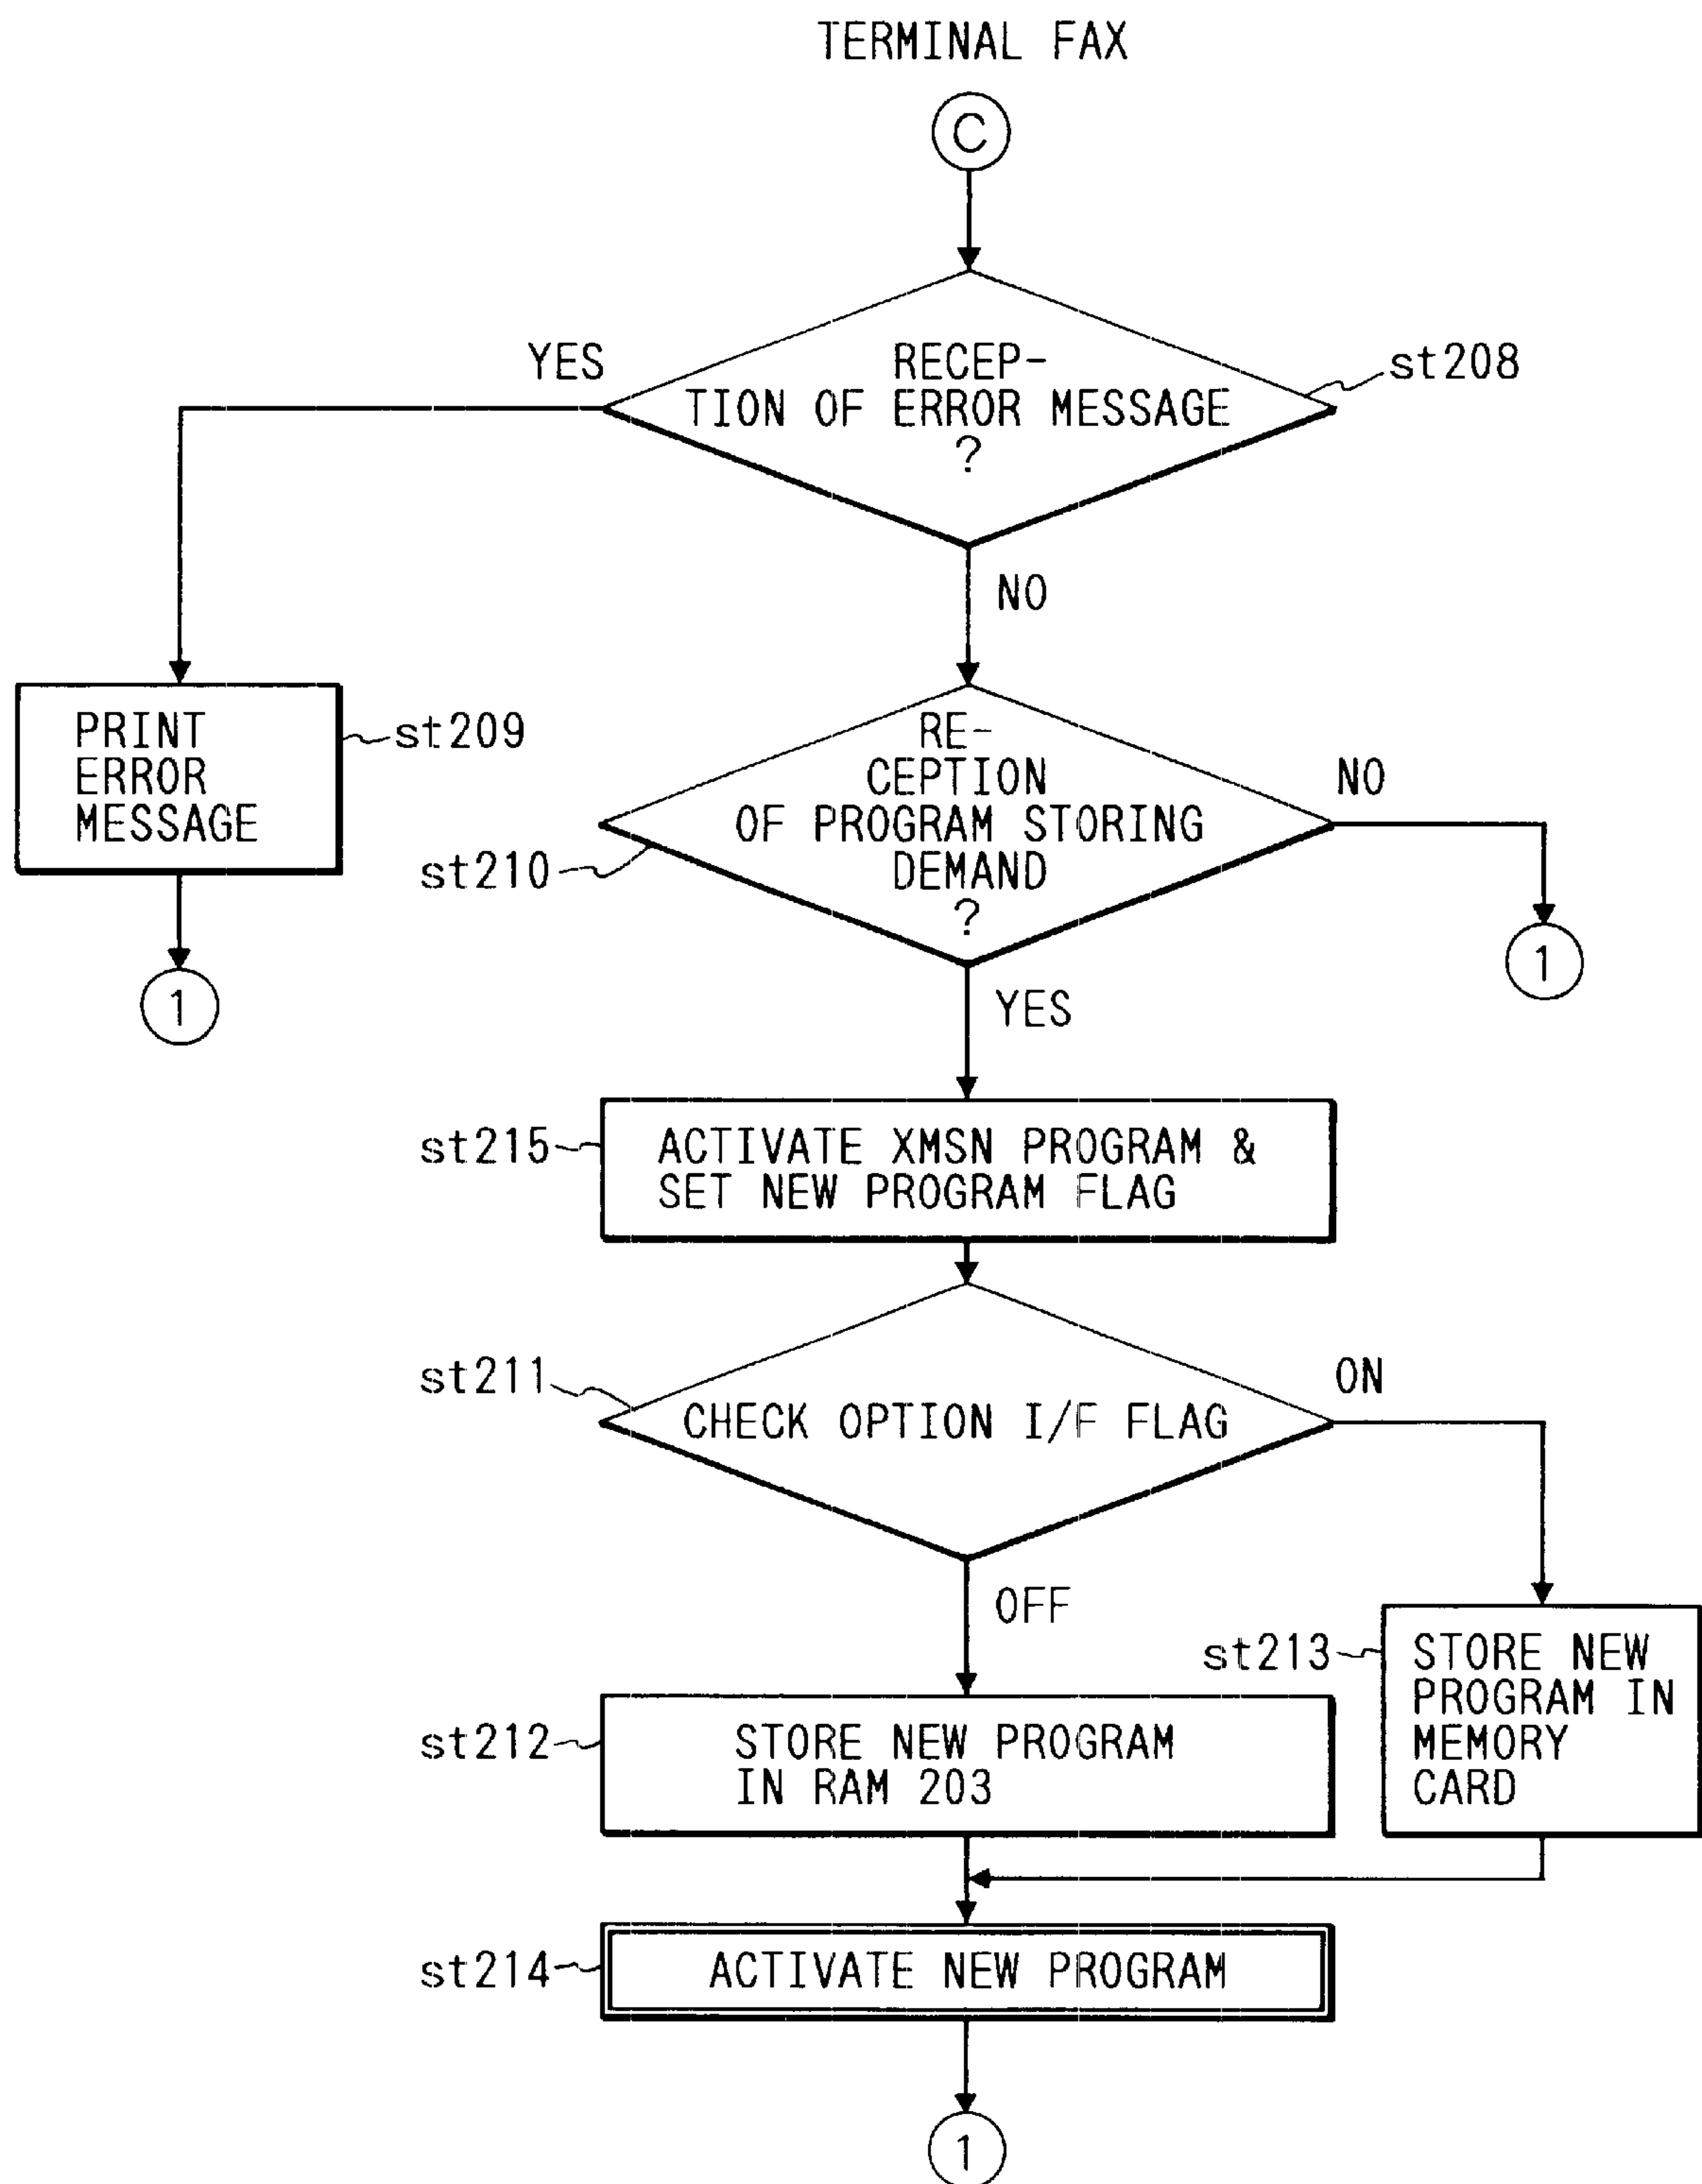 TERMINAL FAX
C
YES
RECEP-
TION OF ERROR MESSAGE
?
st208
NO
PRINT
ERROR
MESSAGE
st209
1
RE-
CEPTION
OF PROGRAM STORING
DEMAND
?
st210
NO
1
YES
st215
ACTIVATE XMSN PROGRAM &
SET NEW PROGRAM FLAG
st211
CHECK OPTION I/F FLAG
ON
OFF
st213
STORE NEW
PROGRAM IN
MEMORY
CARD
st212
STORE NEW PROGRAM
IN RAM 203
st214
ACTIVATE NEW PROGRAM
1